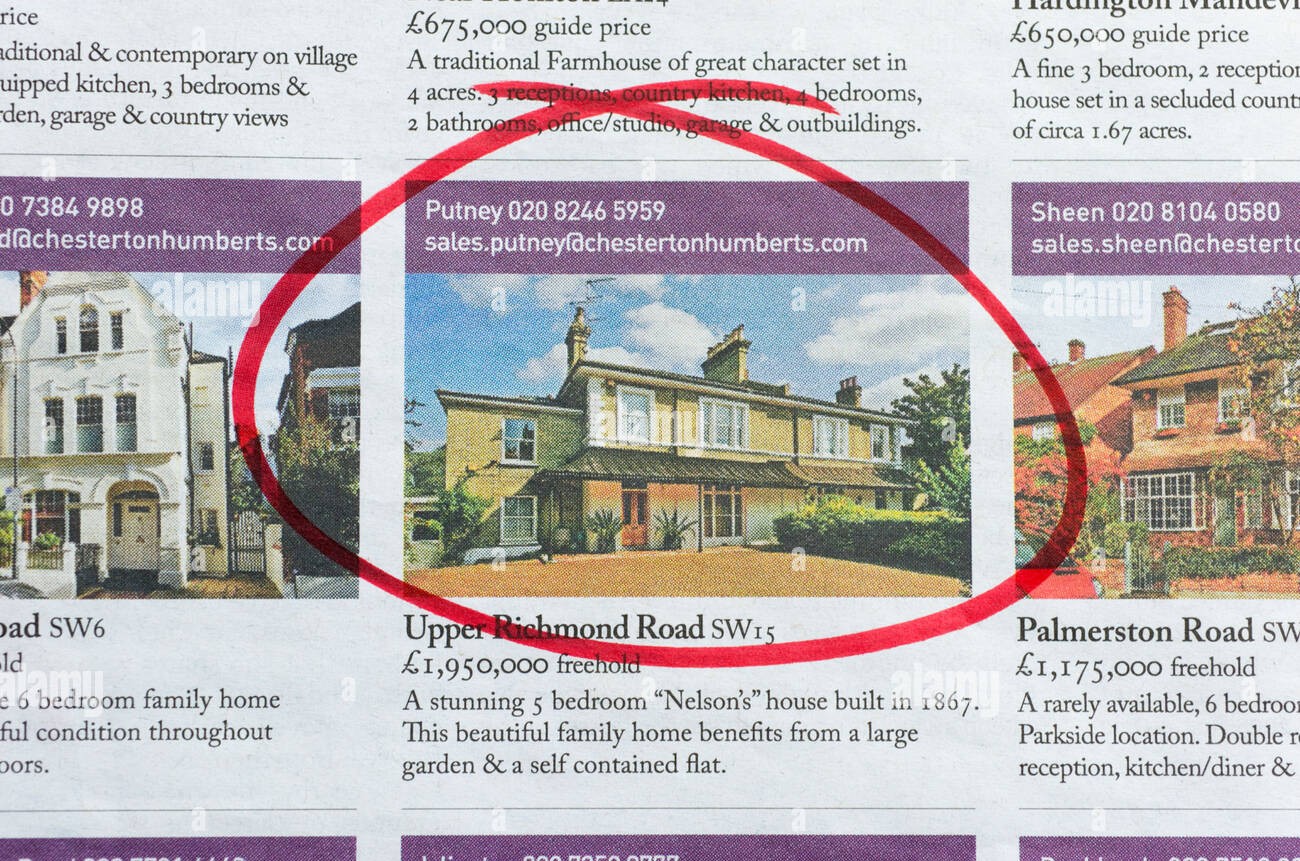 rice
aditional & contemporary on village
uipped kitchen, 3 bedrooms &
rden, garage & country views
£675,000 guide price
A traditional Farmhouse of great character set in
4 acres. 3 receptions, country kitchen, 4 bedrooms,
2 bathrooms, office/studio, garage & outbuildings.
£650,000 guide price
A fine 3 bedroom, 2 reception
house set in a secluded count
of circa 1.67 acres.
0 7384 9898
d@chestertonhumberts.com
Putney 020 8246 5959
sales.putney@chestertonhumberts.com
Sheen 020 8104 0580
sales.sheen@chesterto
oad SW6
old
e 6 bedroom family home
ful condition throughout
oors.
Upper Richmond Road SW15
£1,950,000 freehold
A stunning 5 bedroom “Nelson’s” house built in 1867.
This beautiful family home benefits from a large
garden & a self contained flat.
Palmerston Road SW
£1,175,000 freehold
A rarely available, 6 bedroo
Parkside location. Double r
reception, kitchen/diner &
alamy